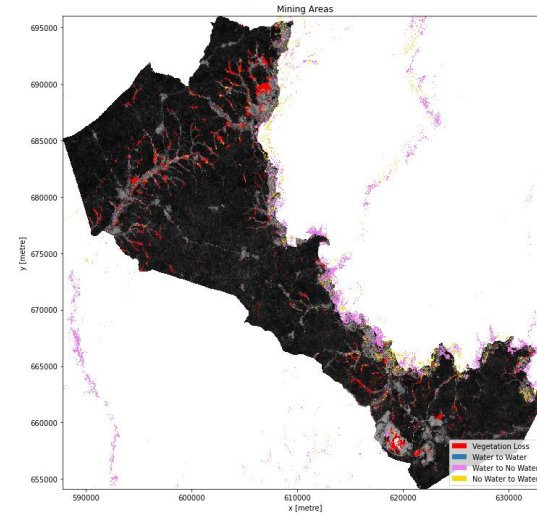 Mining Areas
695000
690000
685000
680000
675000
670000
665000
660000
655000
y [metre]
590000
600000
610000
620000
630000
x [metre]
Vegetation Loss
Water to Water
Water to No Water
No Water to Water